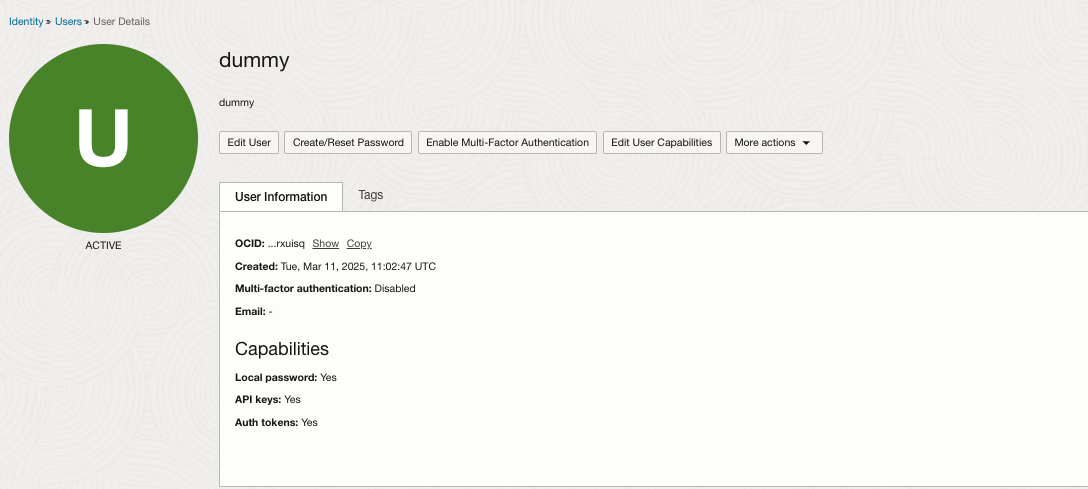 Identity » Users » User Details
U
ACTIVE
dummy
dummy
Edit User Create/Reset Password Enable Multi-Factor Authentication Edit User Capabilities More actions
User Information Tags
OCID: ...rxuisq Show Copy
Created: Tue, Mar 11, 2025, 11:02:47 UTC
Multi-factor authentication: Disabled
Email: -
Capabilities
Local password: Yes
API keys: Yes
Auth tokens: Yes